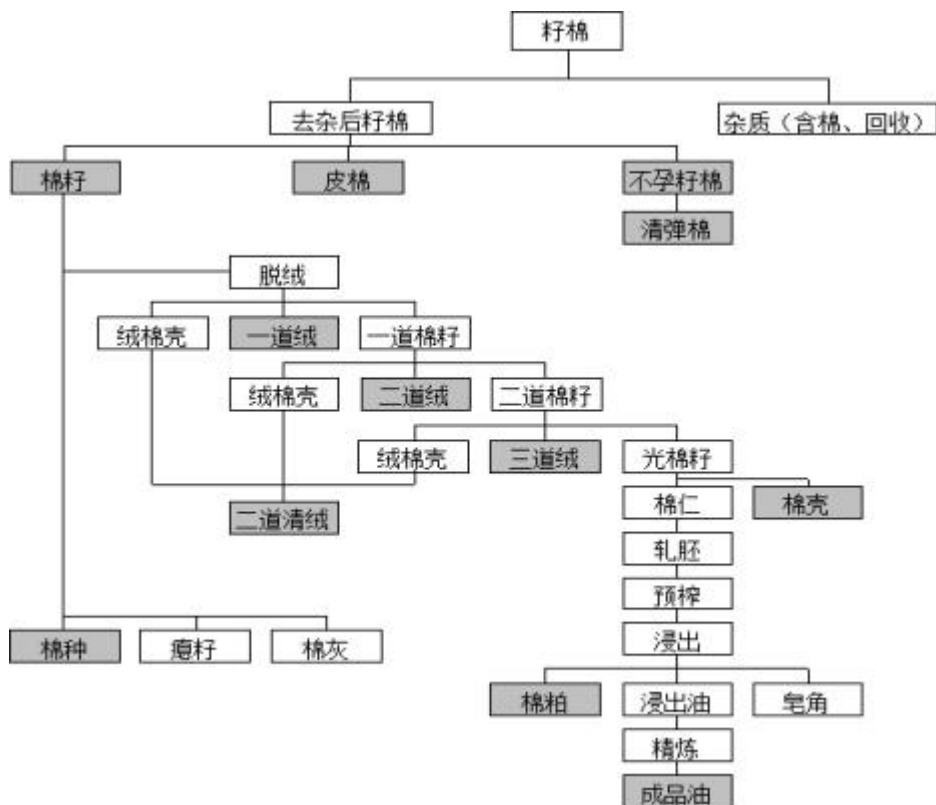 籽棉
去杂后籽棉
杂质（含棉、回收）
棉籽
皮棉
不孕籽棉
清弹棉
脱绒
绒棉壳
一道绒
一道棉籽
绒棉壳
二道绒
二道棉籽
绒棉壳
三道绒
光棉籽
二道清绒
棉仁
棉壳
轧胚
预榨
棉种
瘪籽
棉灰
浸出
棉粕
浸出油
皂角
精炼
成品油